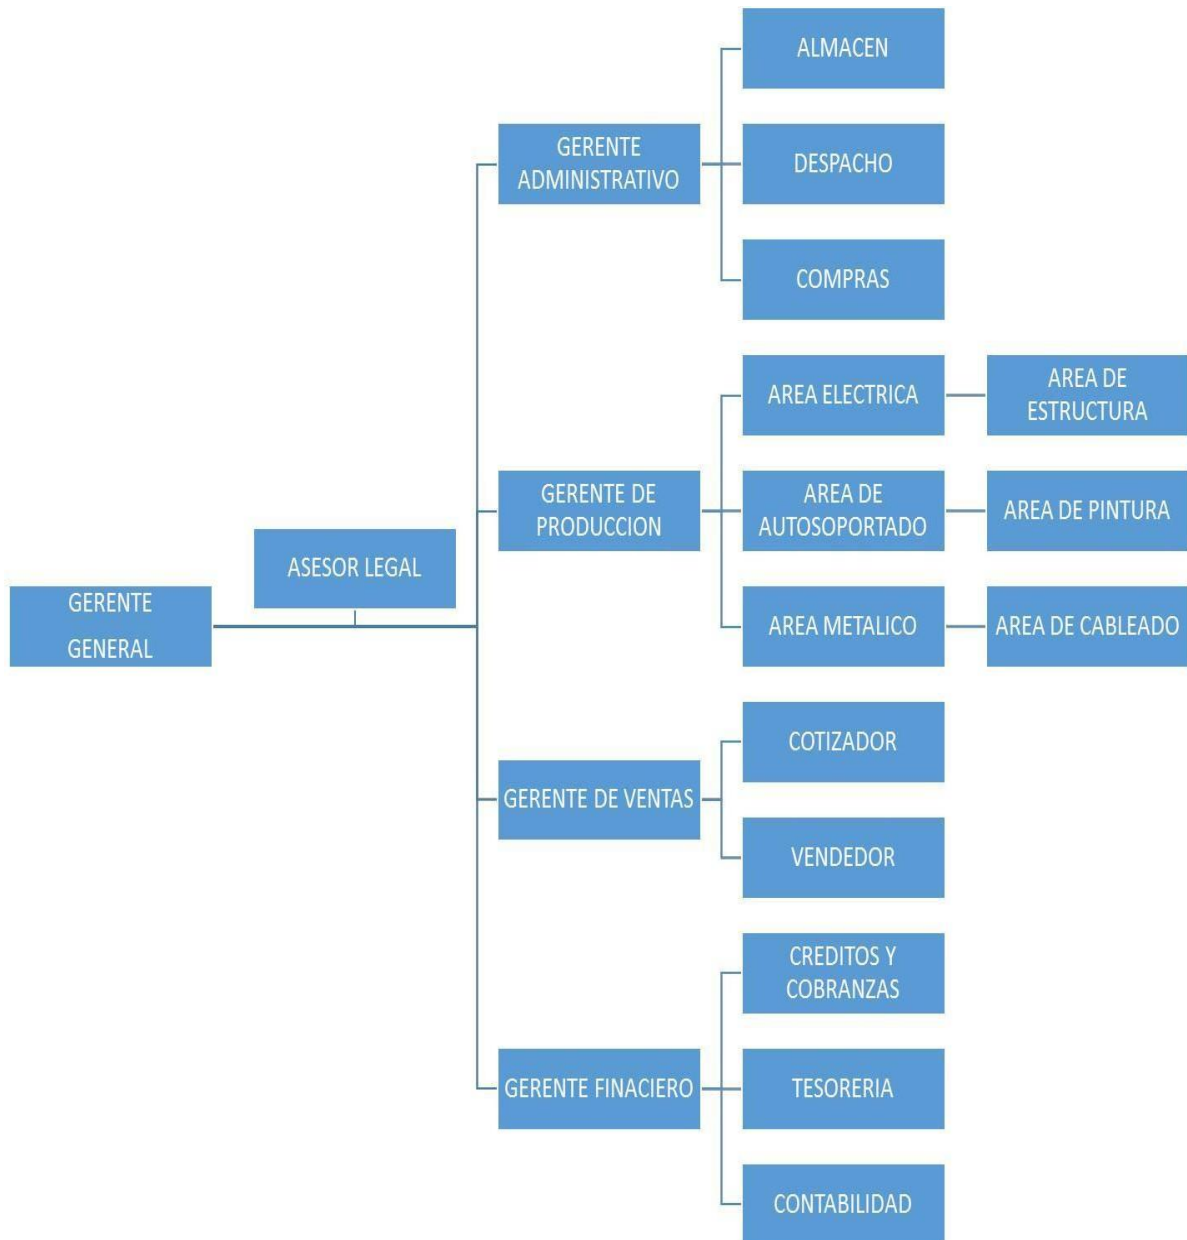 GERENTE
GENERAL
ASESOR LEGAL
GERENTE
ADMINISTRATIVO
ALMACEN
DESPACHO
COMPRAS
GERENTE DE
PRODUCCION
AREA ELECTRICA
AREA DE
ESTRUCTURA
AREA DE
AUTOSOPORTADO
AREA DE PINTURA
AREA METALICO
AREA DE CABLEADO
GERENTE DE VENTAS
COTIZADOR
VENDEDOR
GERENTE FINACIERO
CREDITOS Y
COBRANZAS
TESORERIA
CONTABILIDAD